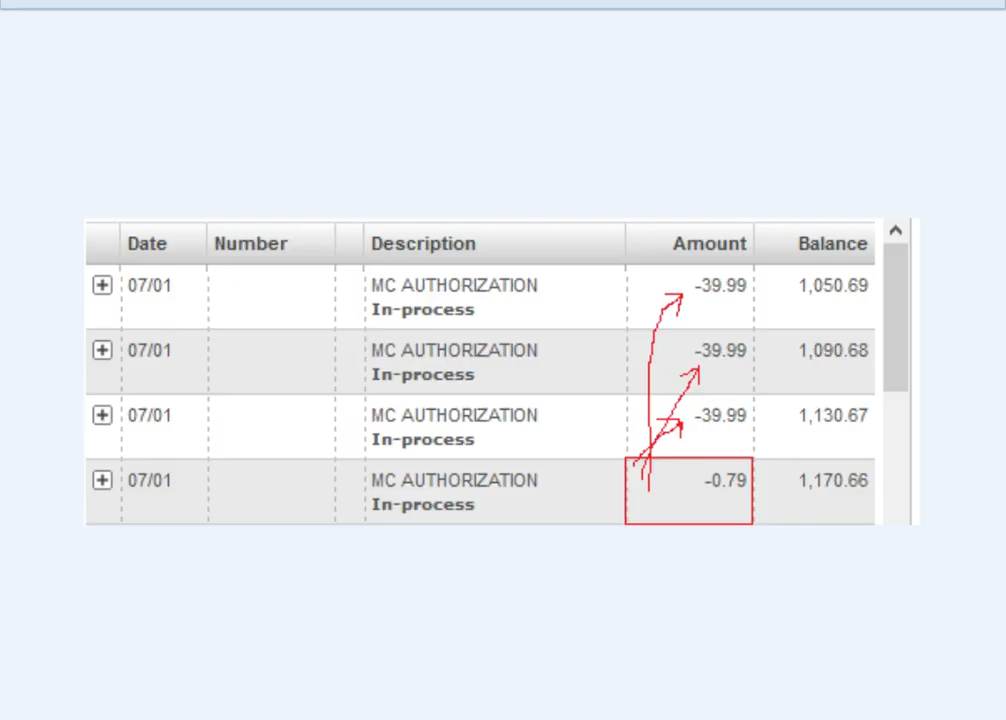 Date Number Description Amount Balance
07/01 MC AUTHORIZATION -39.99 1,050.69
In-process
07/01 MC AUTHORIZATION -39.99 1,090.68
In-process
07/01 MC AUTHORIZATION -39.99 1,130.67
In-process
07/01 MC AUTHORIZATION -0.79 1,170.66
In-process